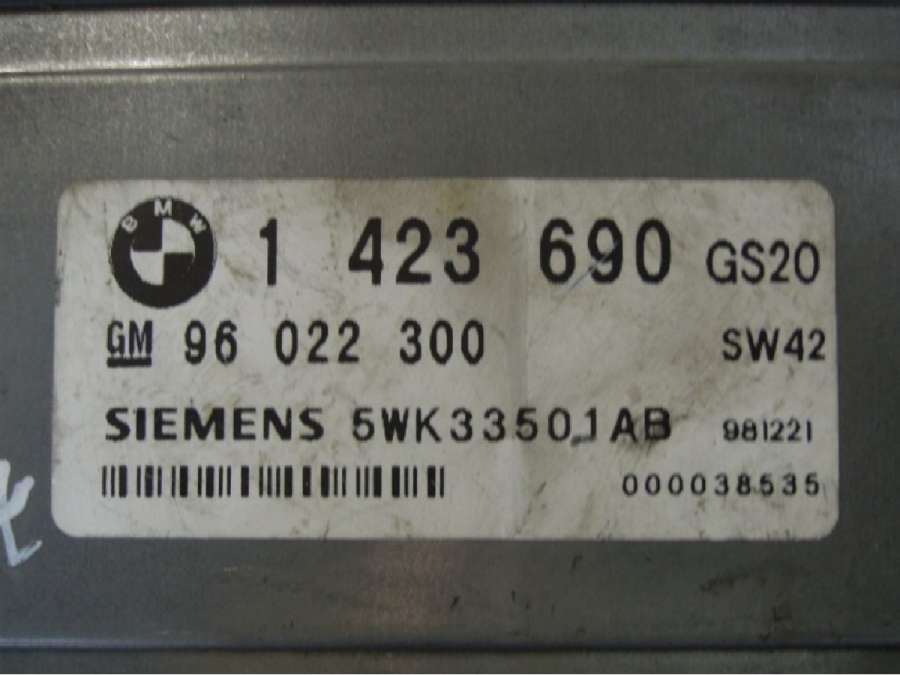 BMW 1 423 690 GS20
GM 96 022 300 SW42
SIEMENS 5WK33501AB 981221
000038535